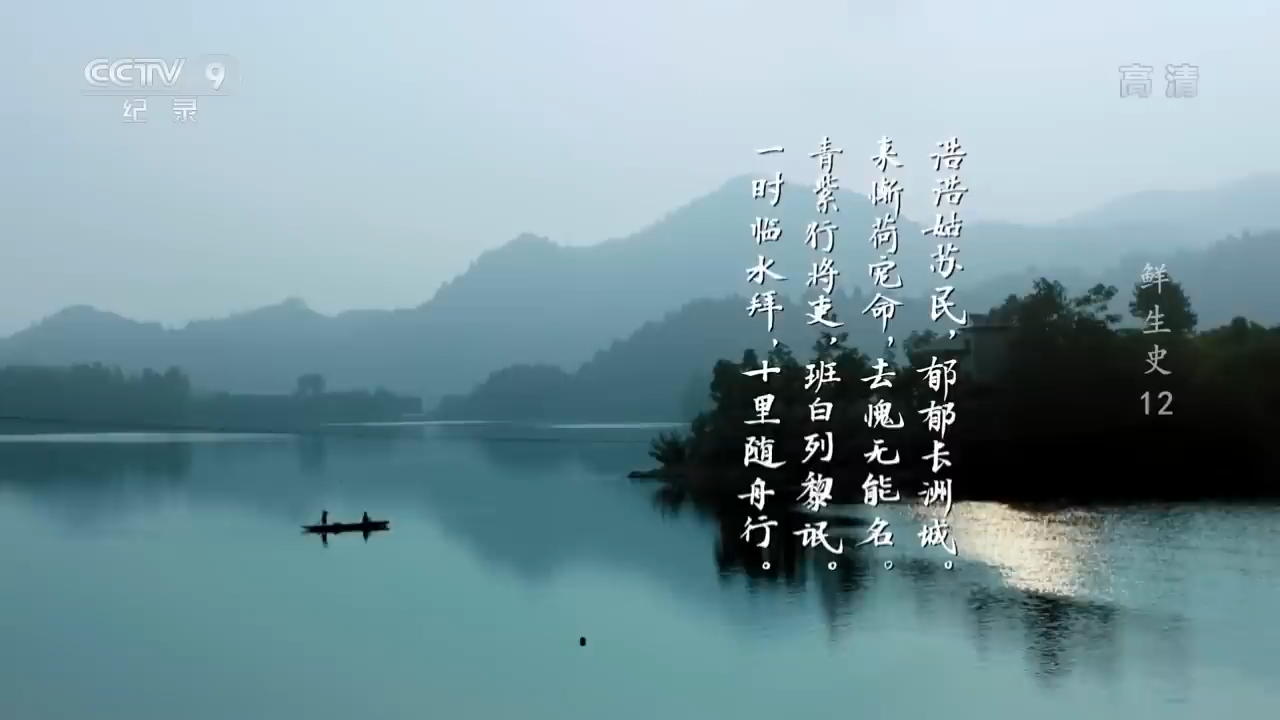 CCTV 9
纪录
高清
浩浩姑苏民，郁郁长洲城。
来惭荷宠命，去愧无能名。
青紫行将吏，班白列黎氓。
一时临水拜，十里随舟行。
鲜生史
12